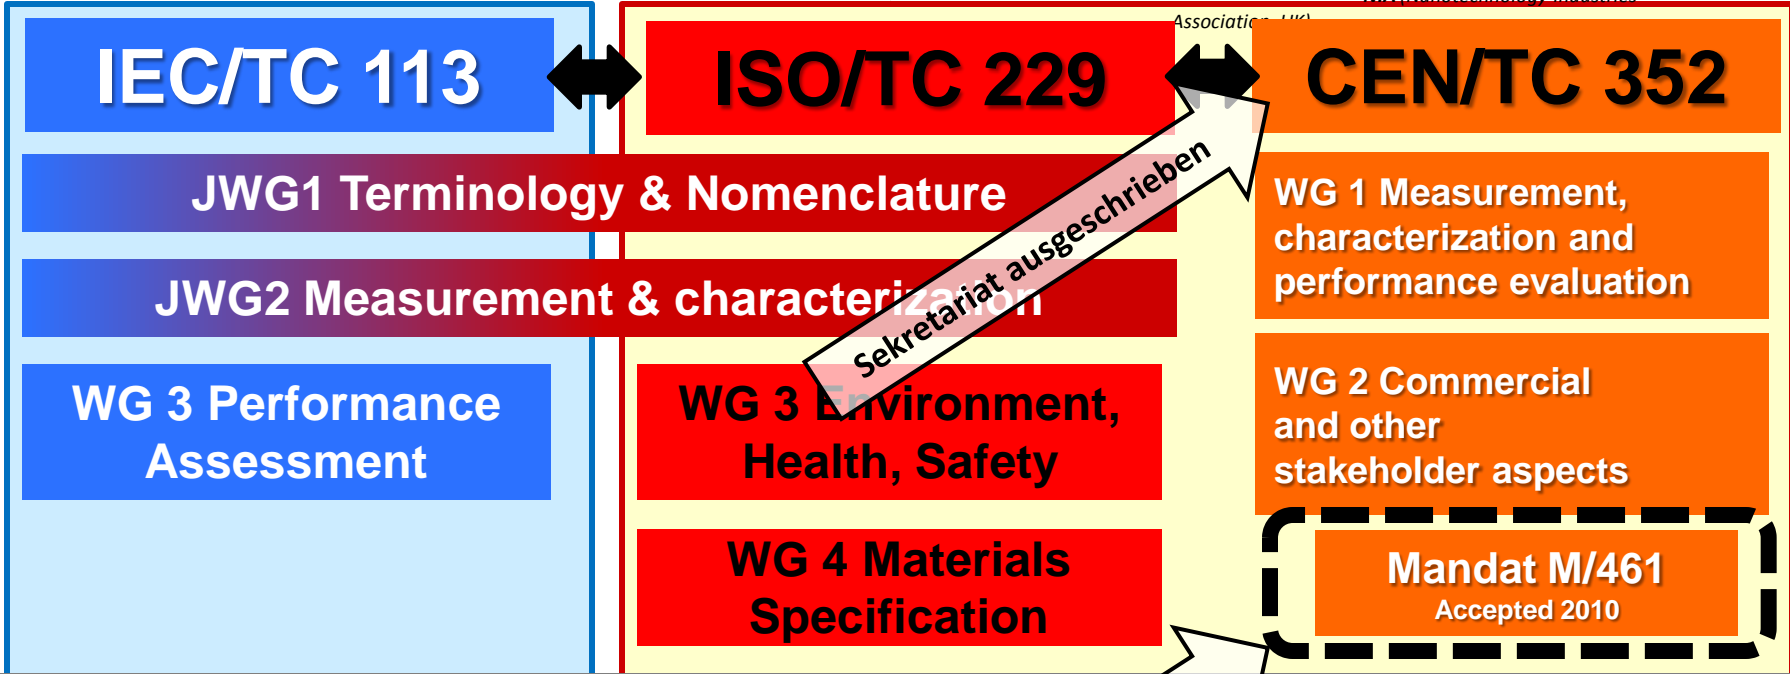 Association, UK)
IEC/TC 113
ISO/TC 229
CEN/TC 352
JWG1 Terminology & Nomenclature
JWG2 Measurement & characterization
Sekretariat ausgeschrieben
WG 3 Performance
Assessment
WG 3 Environment,
Health, Safety
WG 4 Materials
Specification
WG 1 Measurement,
characterization and
performance evaluation
WG 2 Commercial
and other
stakeholder aspects
Mandat M/461
Accepted 2010